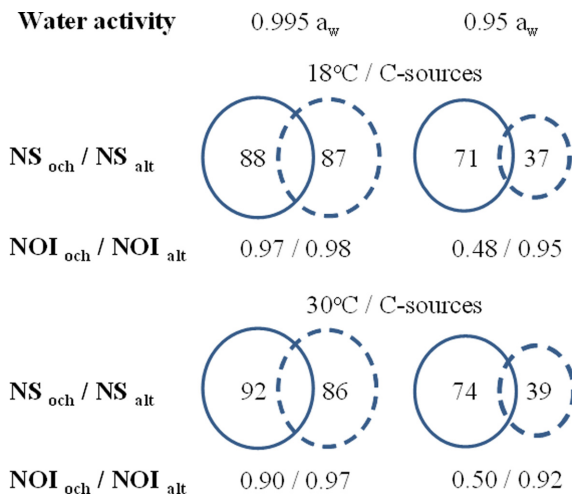 Water activity 0.995 a_w 0.95 a_w
18°C / C-sources
NS och / NS alt 88 87 71 37
NOI och / NOI alt 0.97 / 0.98 0.48 / 0.95
30°C / C-sources
NS och / NS alt 92 86 74 39
NOI och / NOI alt 0.90 / 0.97 0.50 / 0.92